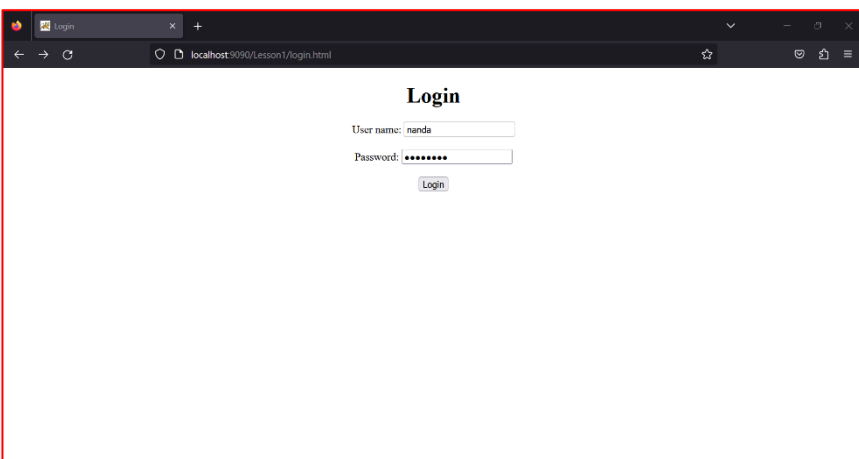 Login
localhost:9090/Lesson1/login.html
Login
User name: nanda
Password: ••••••••
Login